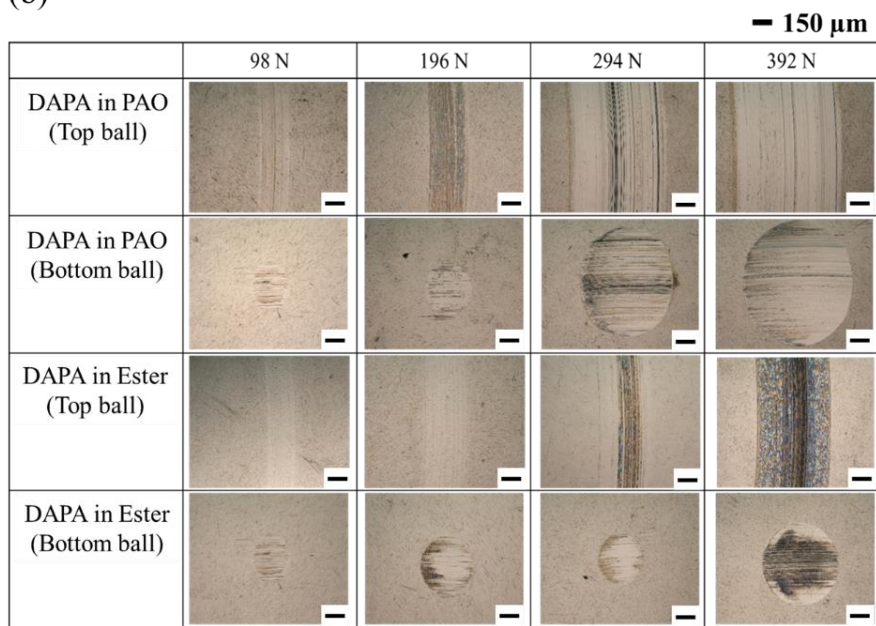 150 μm
98 N
196 N
294 N
392 N
DAPA in PAO
(Top ball)
DAPA in PAO
(Bottom ball)
DAPA in Ester
(Top ball)
DAPA in Ester
(Bottom ball)